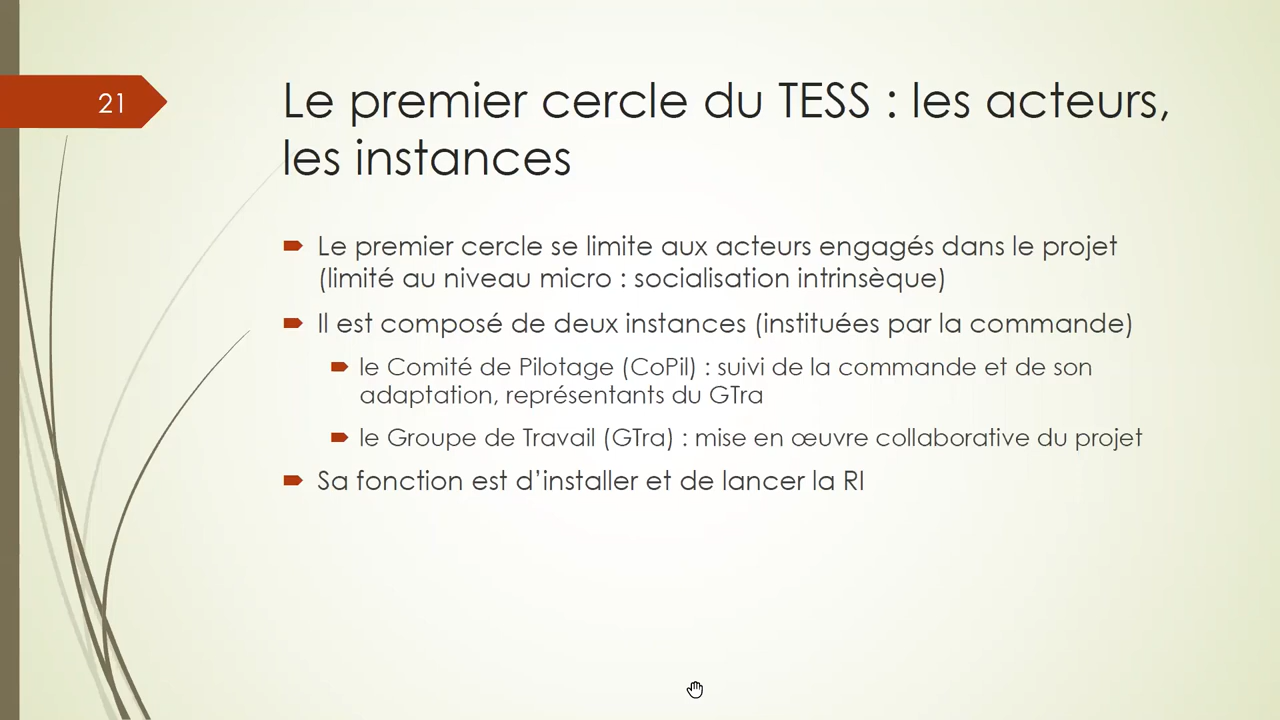 21
Le premier cercle du TESS : les acteurs,
les instances
Le premier cercle se limite aux acteurs engagés dans le projet
(limité au niveau micro : socialisation intrinsèque)
Il est composé de deux instances (instituées par la commande)
le Comité de Pilotage (CoPil) : suivi de la commande et de son
adaptation, représentants du GTra
le Groupe de Travail (GTra) : mise en œuvre collaborative du projet
Sa fonction est d’installer et de lancer la RI